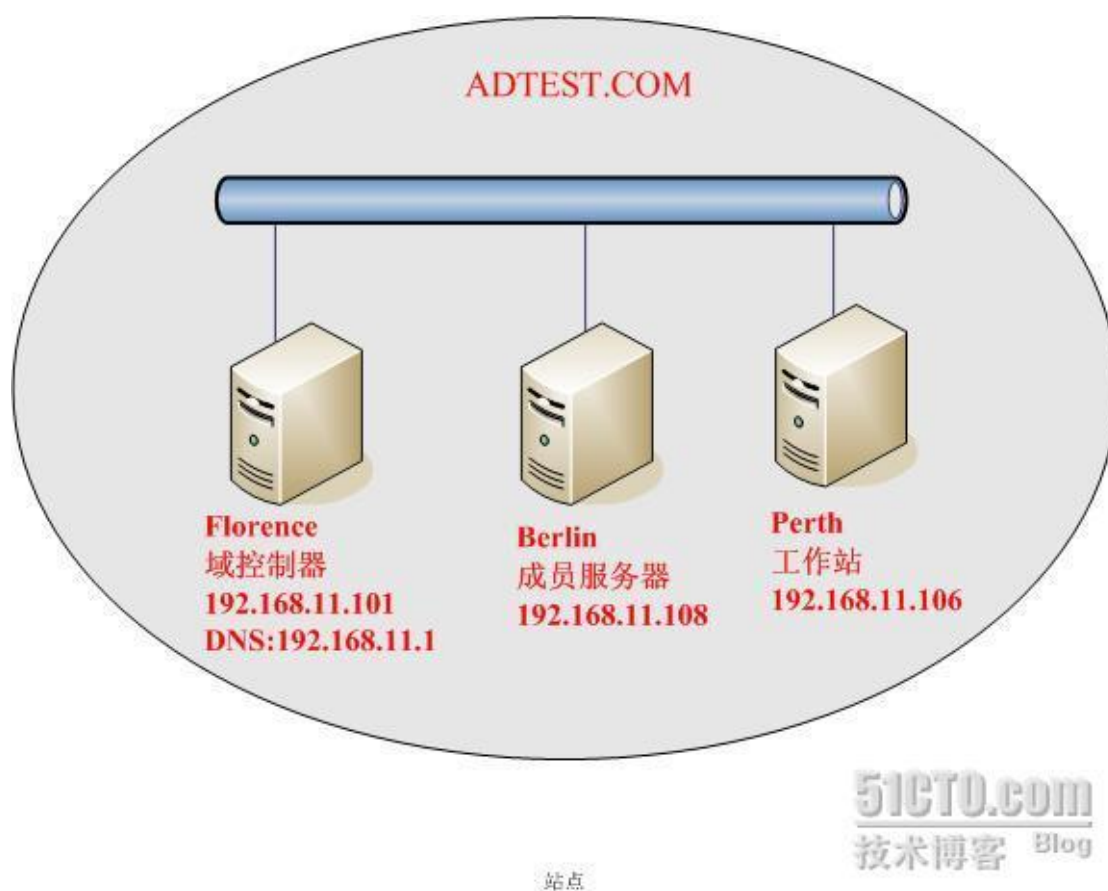 ADTEST.COM
Florence
域控制器
192.168.11.101
DNS:192.168.11.1
Berlin
成员服务器
192.168.11.108
Perth
工作站
192.168.11.106
51CTO.com
技术博客 Blog
站点